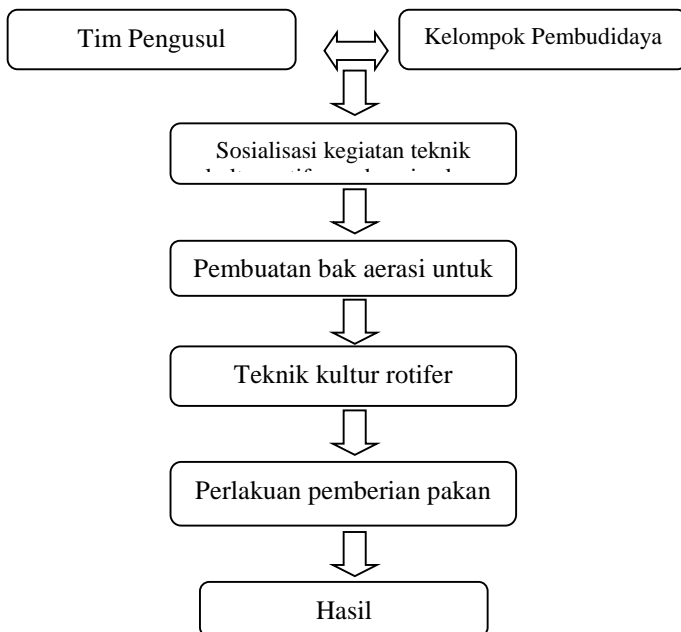 Tim Pengusul
Kelompok Pembudidaya
Sosialisasi kegiatan teknik
Pembuatan bak aerasi untuk
Teknik kultur rotifer
Perlakuan pemberian pakan
Hasil